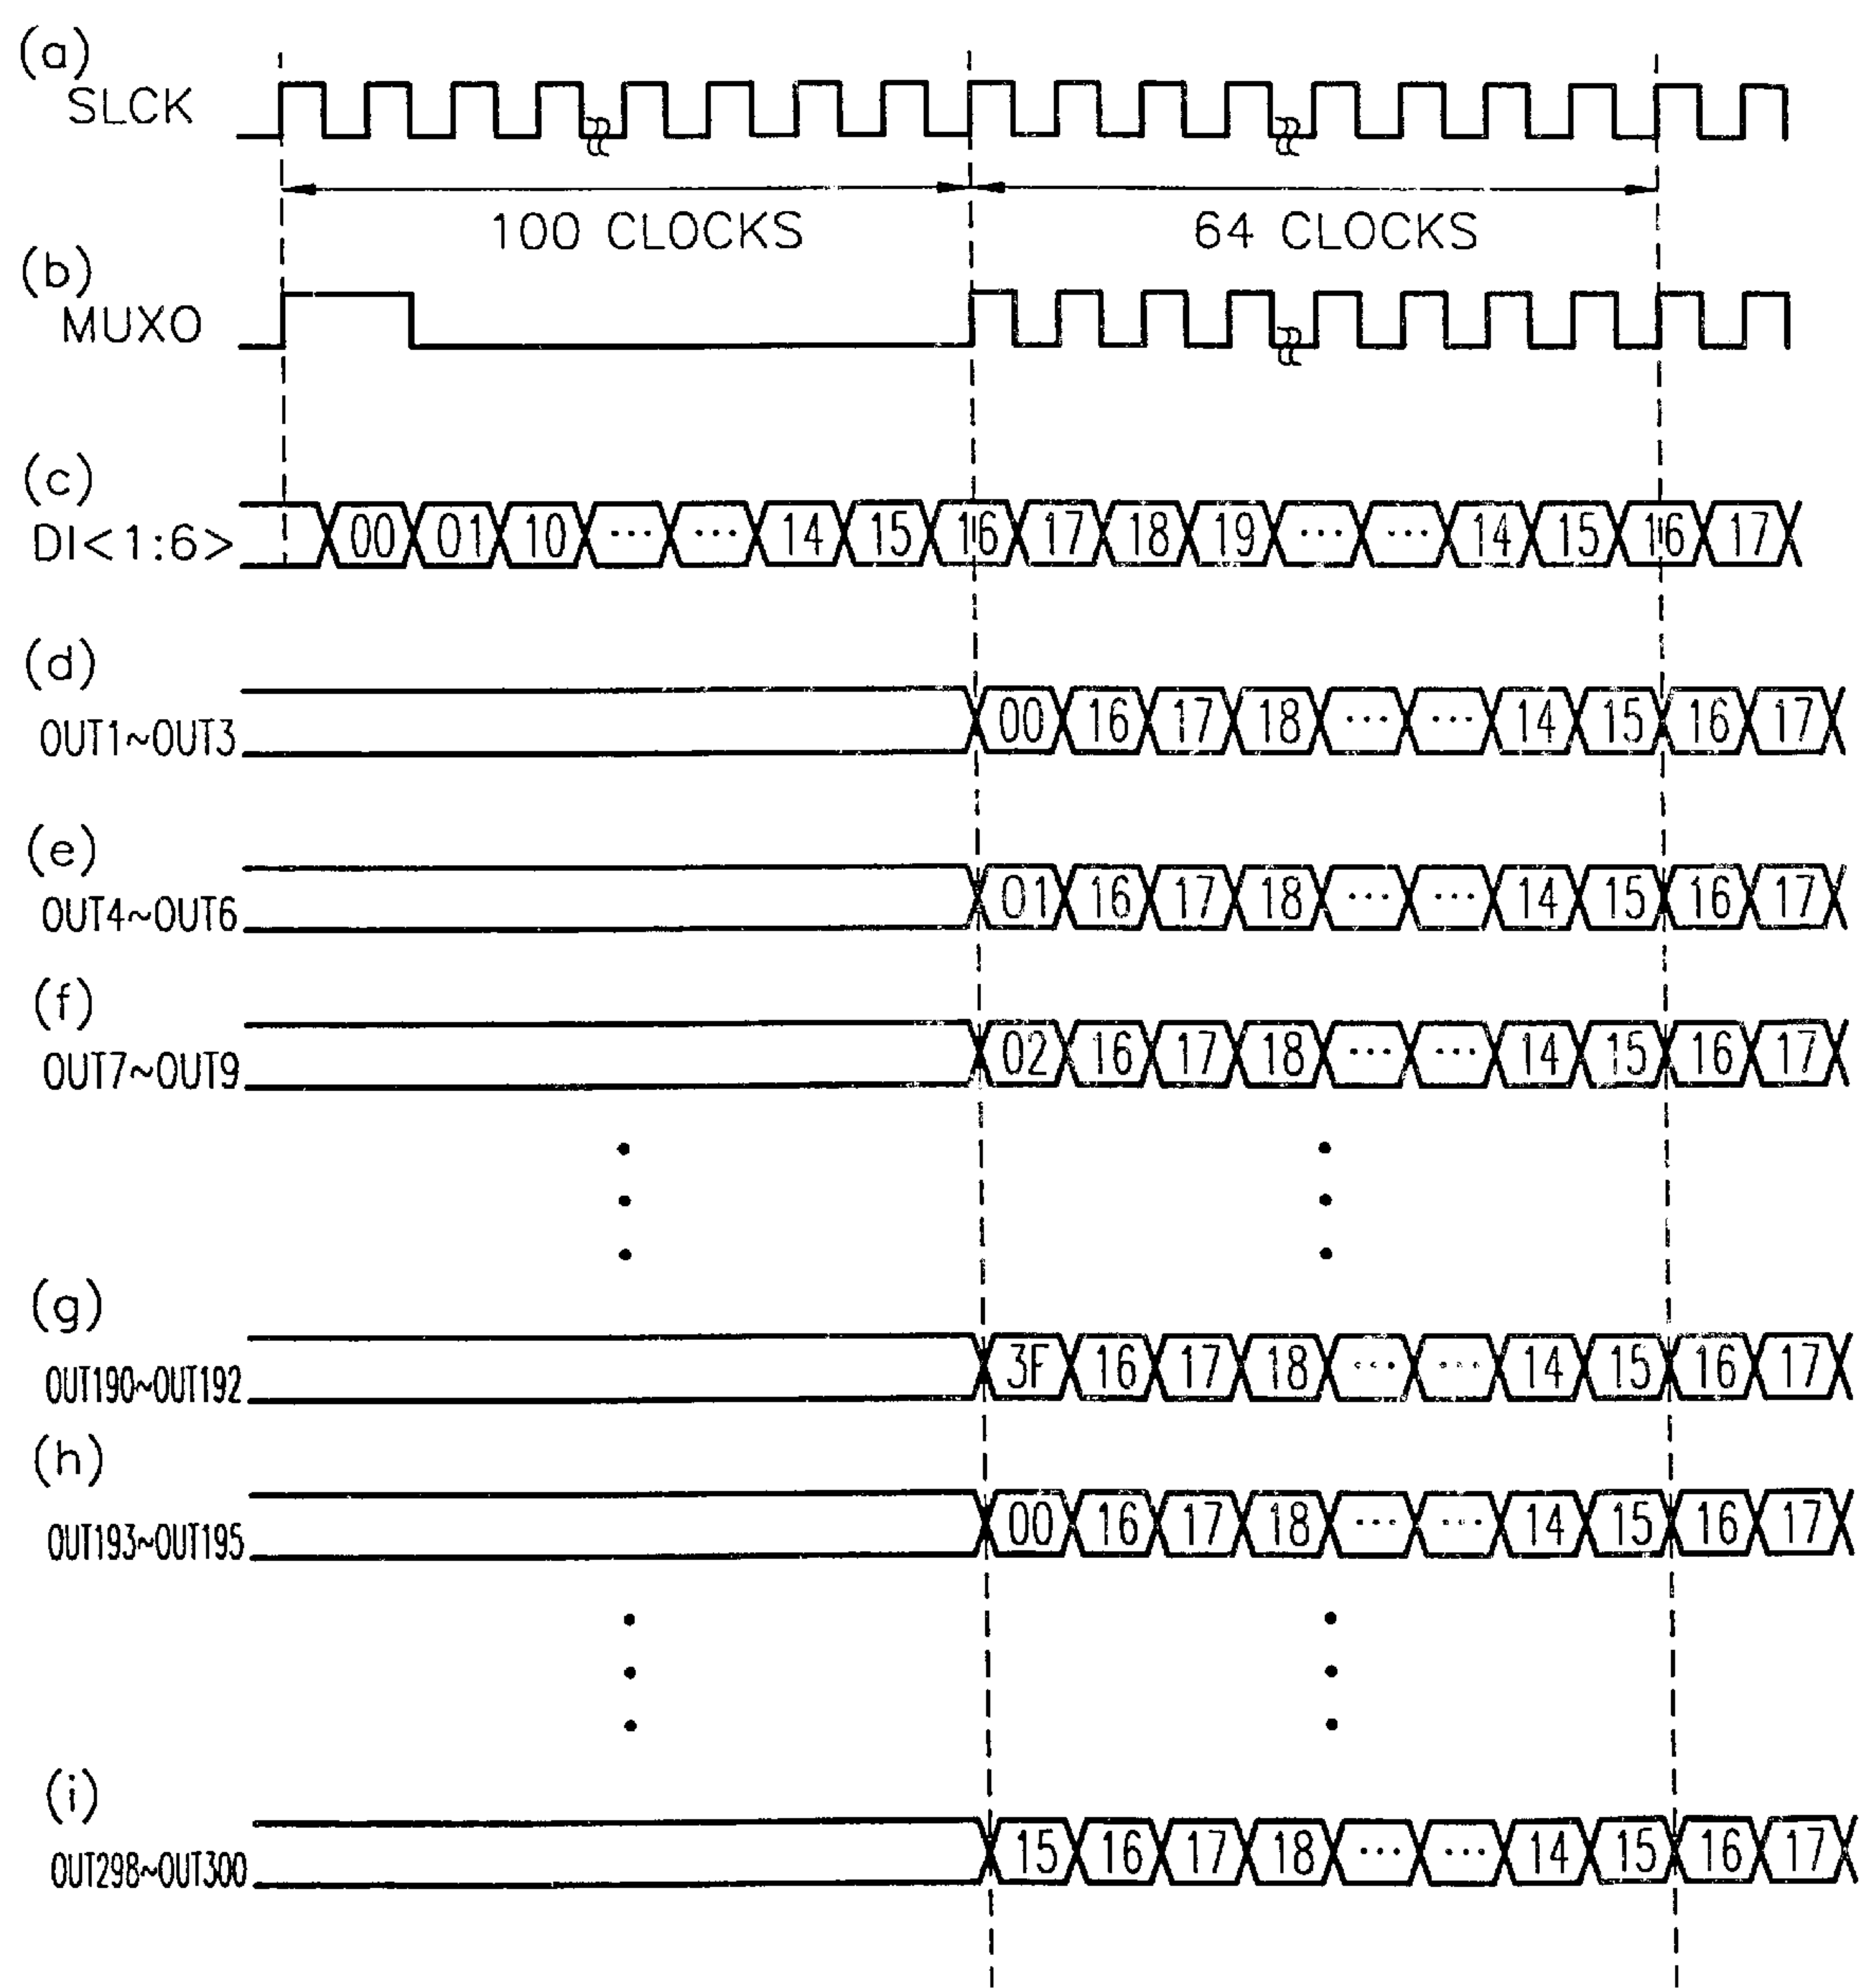 (a)
SLCK
100 CLOCKS 64 CLOCKS
(b)
MUXO
(c)
DI<1:6> 00 01 10 ... ... 14 15 16 17 18 19 ... ... 14 15 16 17
(d)
OUT1~OUT3 00 16 17 18 ... ... 14 15 16 17
(e)
OUT4~OUT6 01 16 17 18 ... ... 14 15 16 17
(f)
OUT7~OUT9 02 16 17 18 ... ... 14 15 16 17
(g)
OUT190~OUT192 3F 16 17 18 ... ... 14 15 16 17
(h)
OUT193~OUT195 00 16 17 18 ... ... 14 15 16 17
(i)
OUT298~OUT300 15 16 17 18 ... ... 14 15 16 17